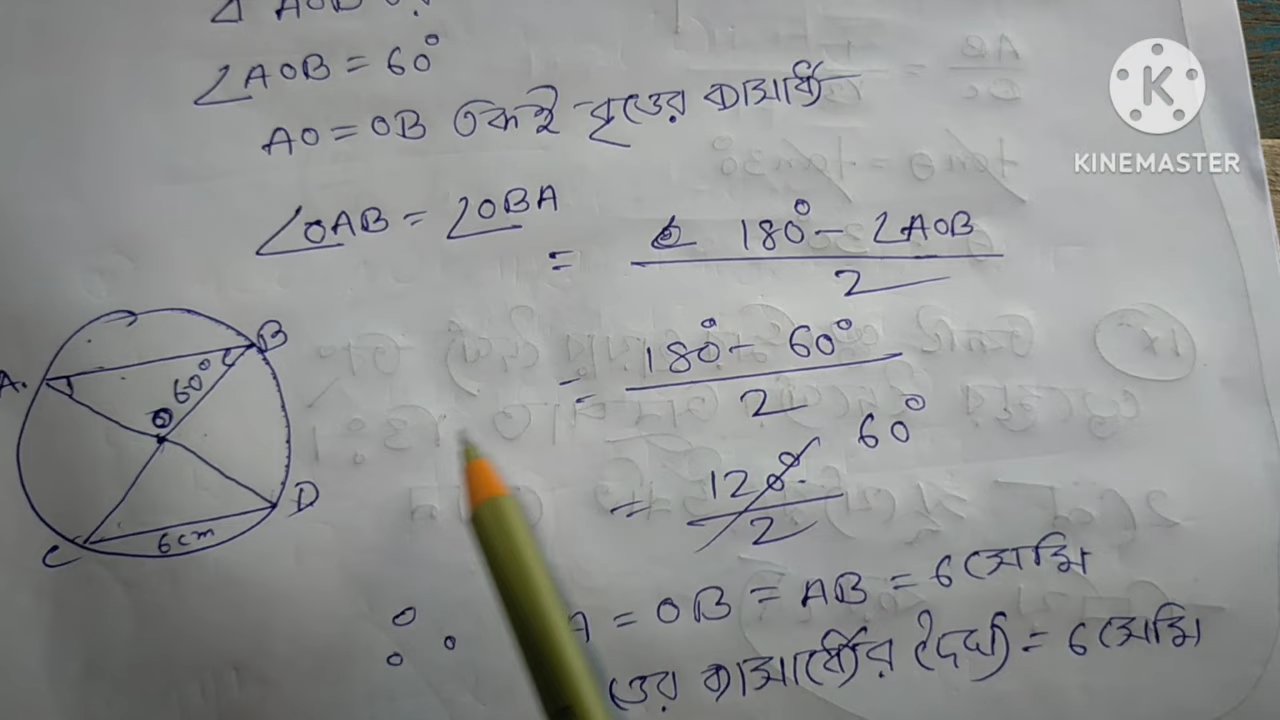 ∠AOB = 60°
AO = OB একই বৃত্তের ব্যাসার্ধ
∠OAB = ∠OBA
= 180° - ∠AOB
2
= 180° - 60°
2
= 120°
2
60°
A
B
60°
O
C
D
6cm
∴
A = OB = AB = 6 সেমি
ত্তের ব্যাসার্ধের দৈর্ঘ্য = 6 সেমি
KINEMASTER